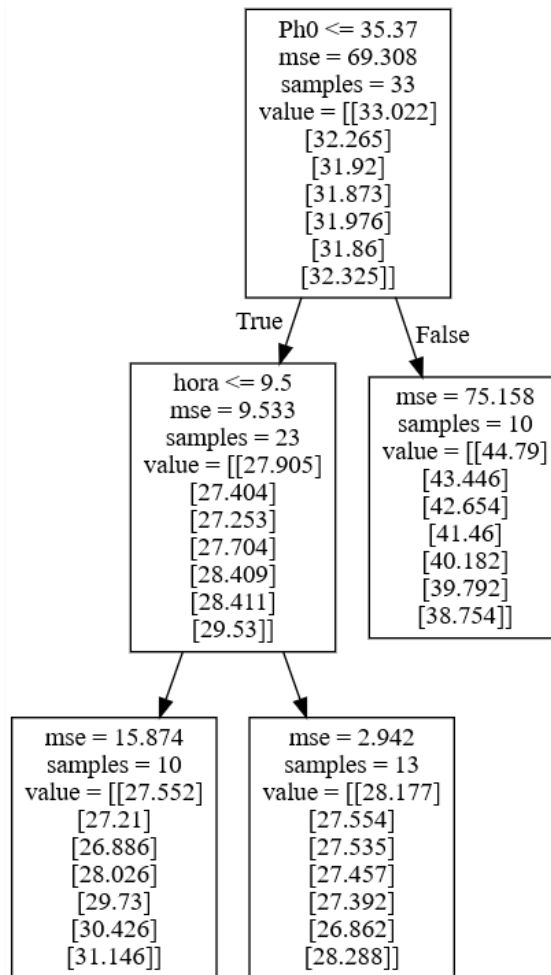 Ph0 <= 35.37
mse = 69.308
samples = 33
value = [[33.022]
[32.265]
[31.92]
[31.873]
[31.976]
[31.86]
[32.325]]
True
False
hora <= 9.5
mse = 9.533
samples = 23
value = [[27.905]
[27.404]
[27.253]
[27.704]
[28.409]
[28.411]
[29.53]]
mse = 75.158
samples = 10
value = [[44.79]
[43.446]
[42.654]
[41.46]
[40.182]
[39.792]
[38.754]]
mse = 15.874
samples = 10
value = [[27.552]
[27.21]
[26.886]
[28.026]
[29.73]
[30.426]
[31.146]]
mse = 2.942
samples = 13
value = [[28.177]
[27.554]
[27.535]
[27.457]
[27.392]
[26.862]
[28.288]]